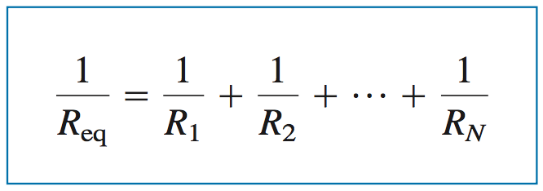 1/R_eq = 1/R_1 + 1/R_2 + ⋯ + 1/R_N